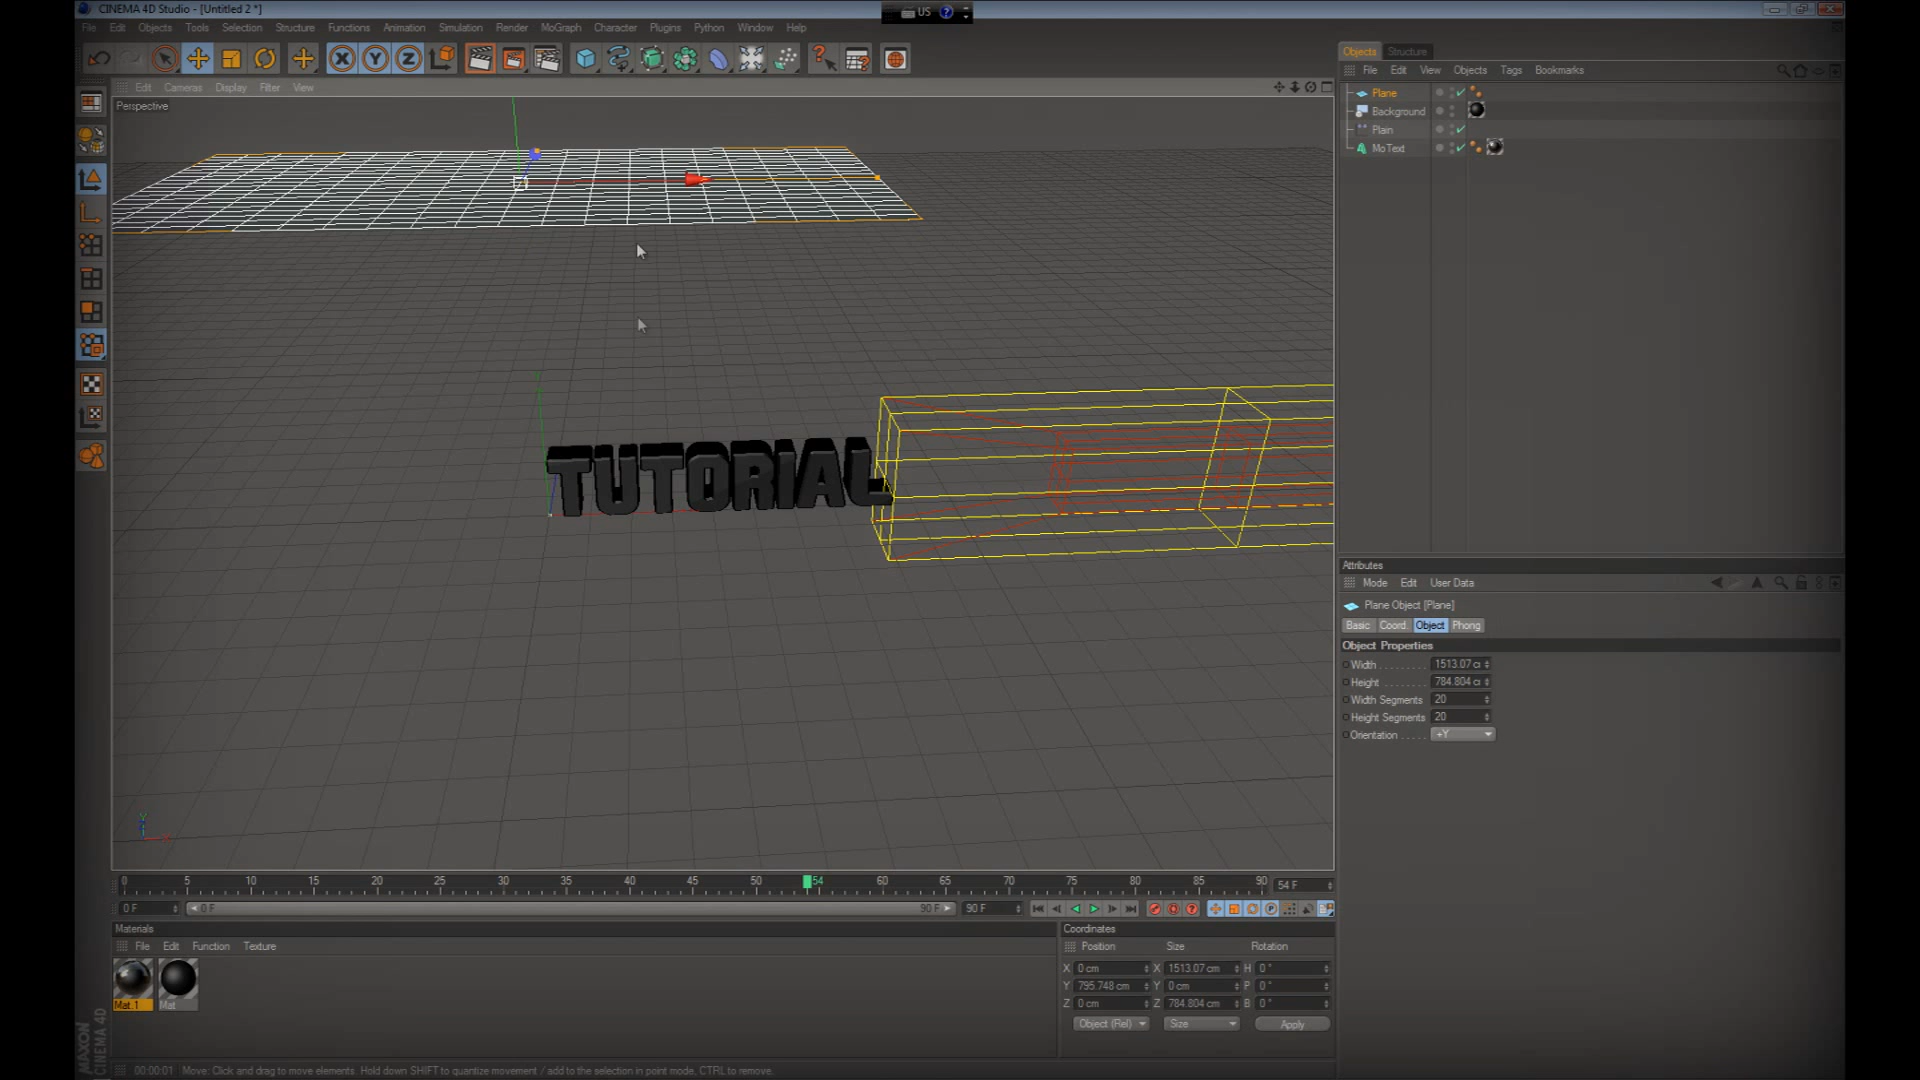 CINEMA 4D Studio - [Untitled 2 *]
US
File Edit Objects Tools Selection Structure Functions Animation Simulation Render MoGraph Character Plugins Python Window Help
Edit Cameras Display Filter View
Perspective
TUTORIAL
Y
X
0 5 10 15 20 25 30 35 40 45 50 54 60 65 70 75 80 85 90 54 F
0 F 0 F 90 F 90 F
Materials
File Edit Function Texture
Mat.1 Mat
MAXON
CINEMA 4D
Coordinates
Position Size Rotation
X 0 cm X 1513.07 cm H 0 °
Y 795.748 cm Y 0 cm P 0 °
Z 0 cm Z 784.804 cm B 0 °
Object (Rel) Size Apply
00:00:01 Move: Click and drag to move elements. Hold down SHIFT to quantize movement / add to the selection in point mode, CTRL to remove.
Objects Structure
File Edit View Objects Tags Bookmarks
Plane
Background
Plain
MoText
Attributes
Mode Edit User Data
Plane Object [Plane]
Basic Coord. Object Phong
Object Properties
Width . . . . . . . 1513.07 c
Height . . . . . . . 784.804 c
Width Segments 20
Height Segments 20
Orientation . . . . . +Y